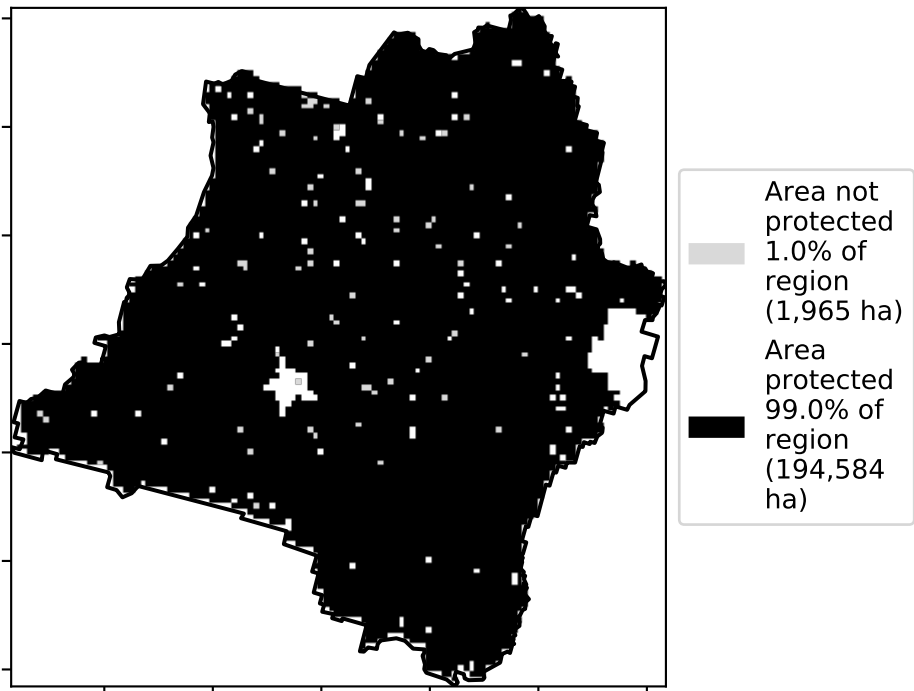 Area not
protected
1.0% of
region
(1,965 ha)
Area
protected
99.0% of
region
(194,584
ha)